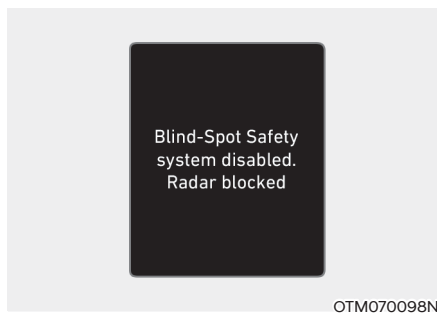 Blind-Spot Safety
system disabled.
Radar blocked
OTM070098N